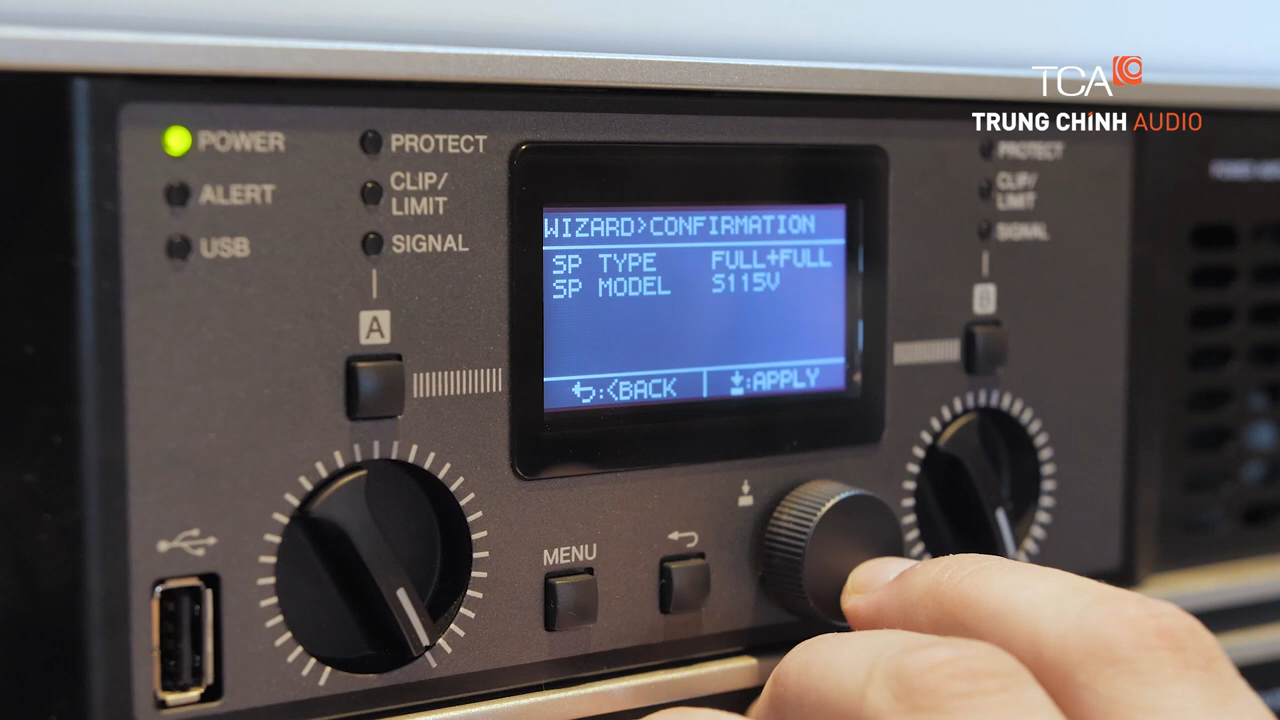 TCA
TRUNG CHÍNH AUDIO
POWER
ALERT
USB
PROTECT
CLIP/
LIMIT
SIGNAL
A
WIZARD>CONFIRMATION
SP TYPE FULL+FULL
SP MODEL S115V
:<BACK
:APPLY
PROTECT
CLIP/
LIMIT
SIGNAL
B
MENU